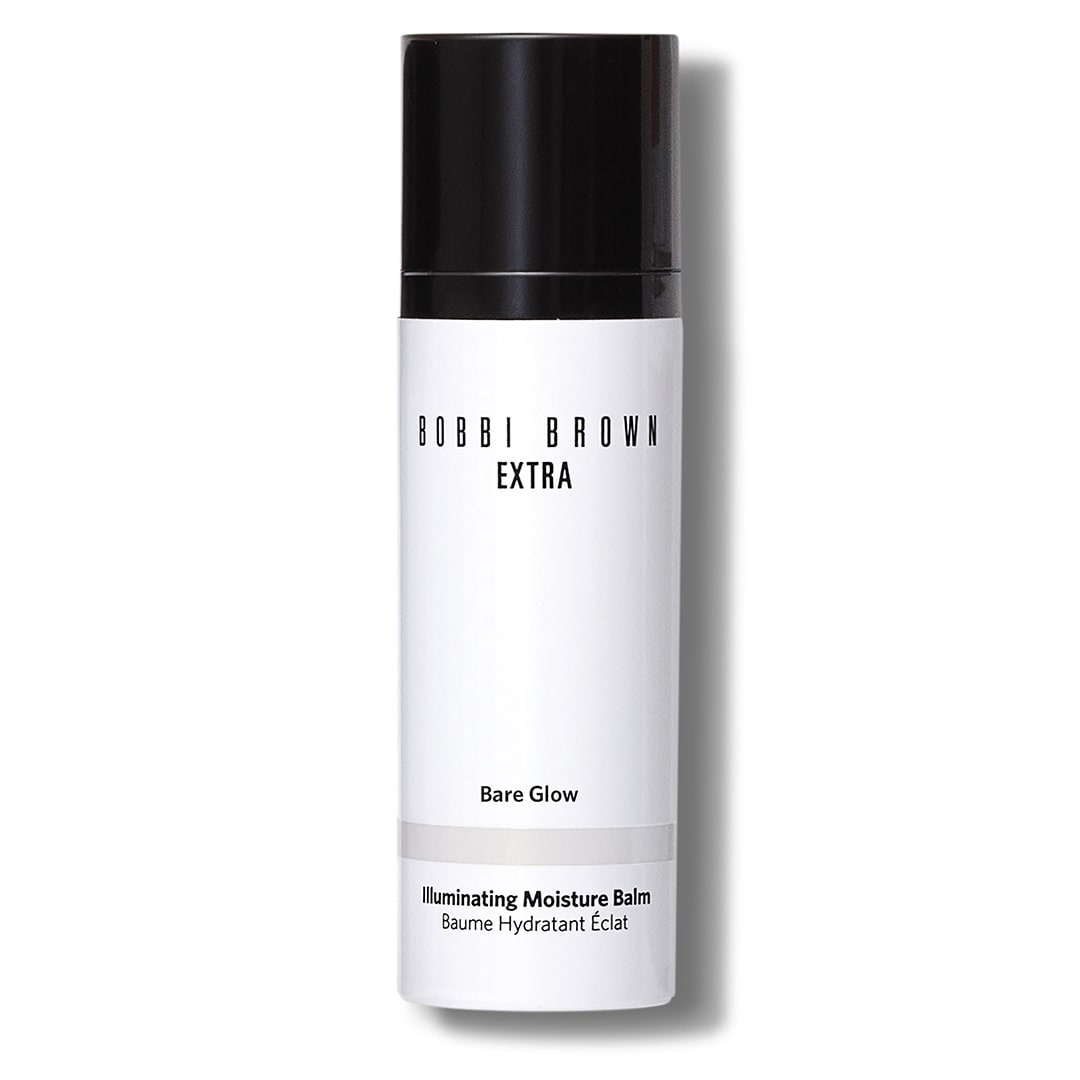 BOBBI BROWN
EXTRA
Bare Glow
Illuminating Moisture Balm
Baume Hydratant Éclat